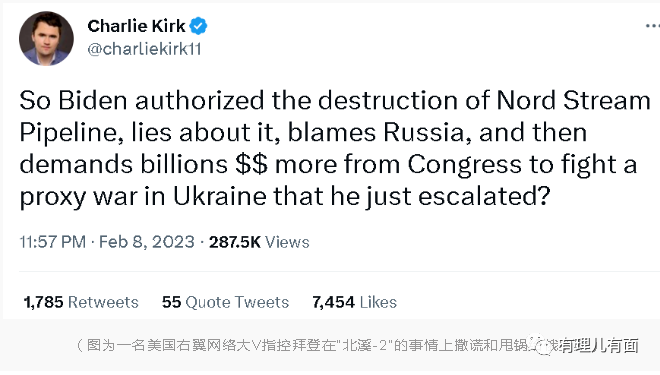 Charlie Kirk
@charliekirk11
So Biden authorized the destruction of Nord Stream
Pipeline, lies about it, blames Russia, and then
demands billions $$ more from Congress to fight a
proxy war in Ukraine that he just escalated?
11:57 PM · Feb 8, 2023 · 287.5K Views
1,785 Retweets 55 Quote Tweets 7,454 Likes
（图为一名美国右翼网络大V指控拜登在“北溪-2”的事情上撒谎和甩锅
有理儿有面